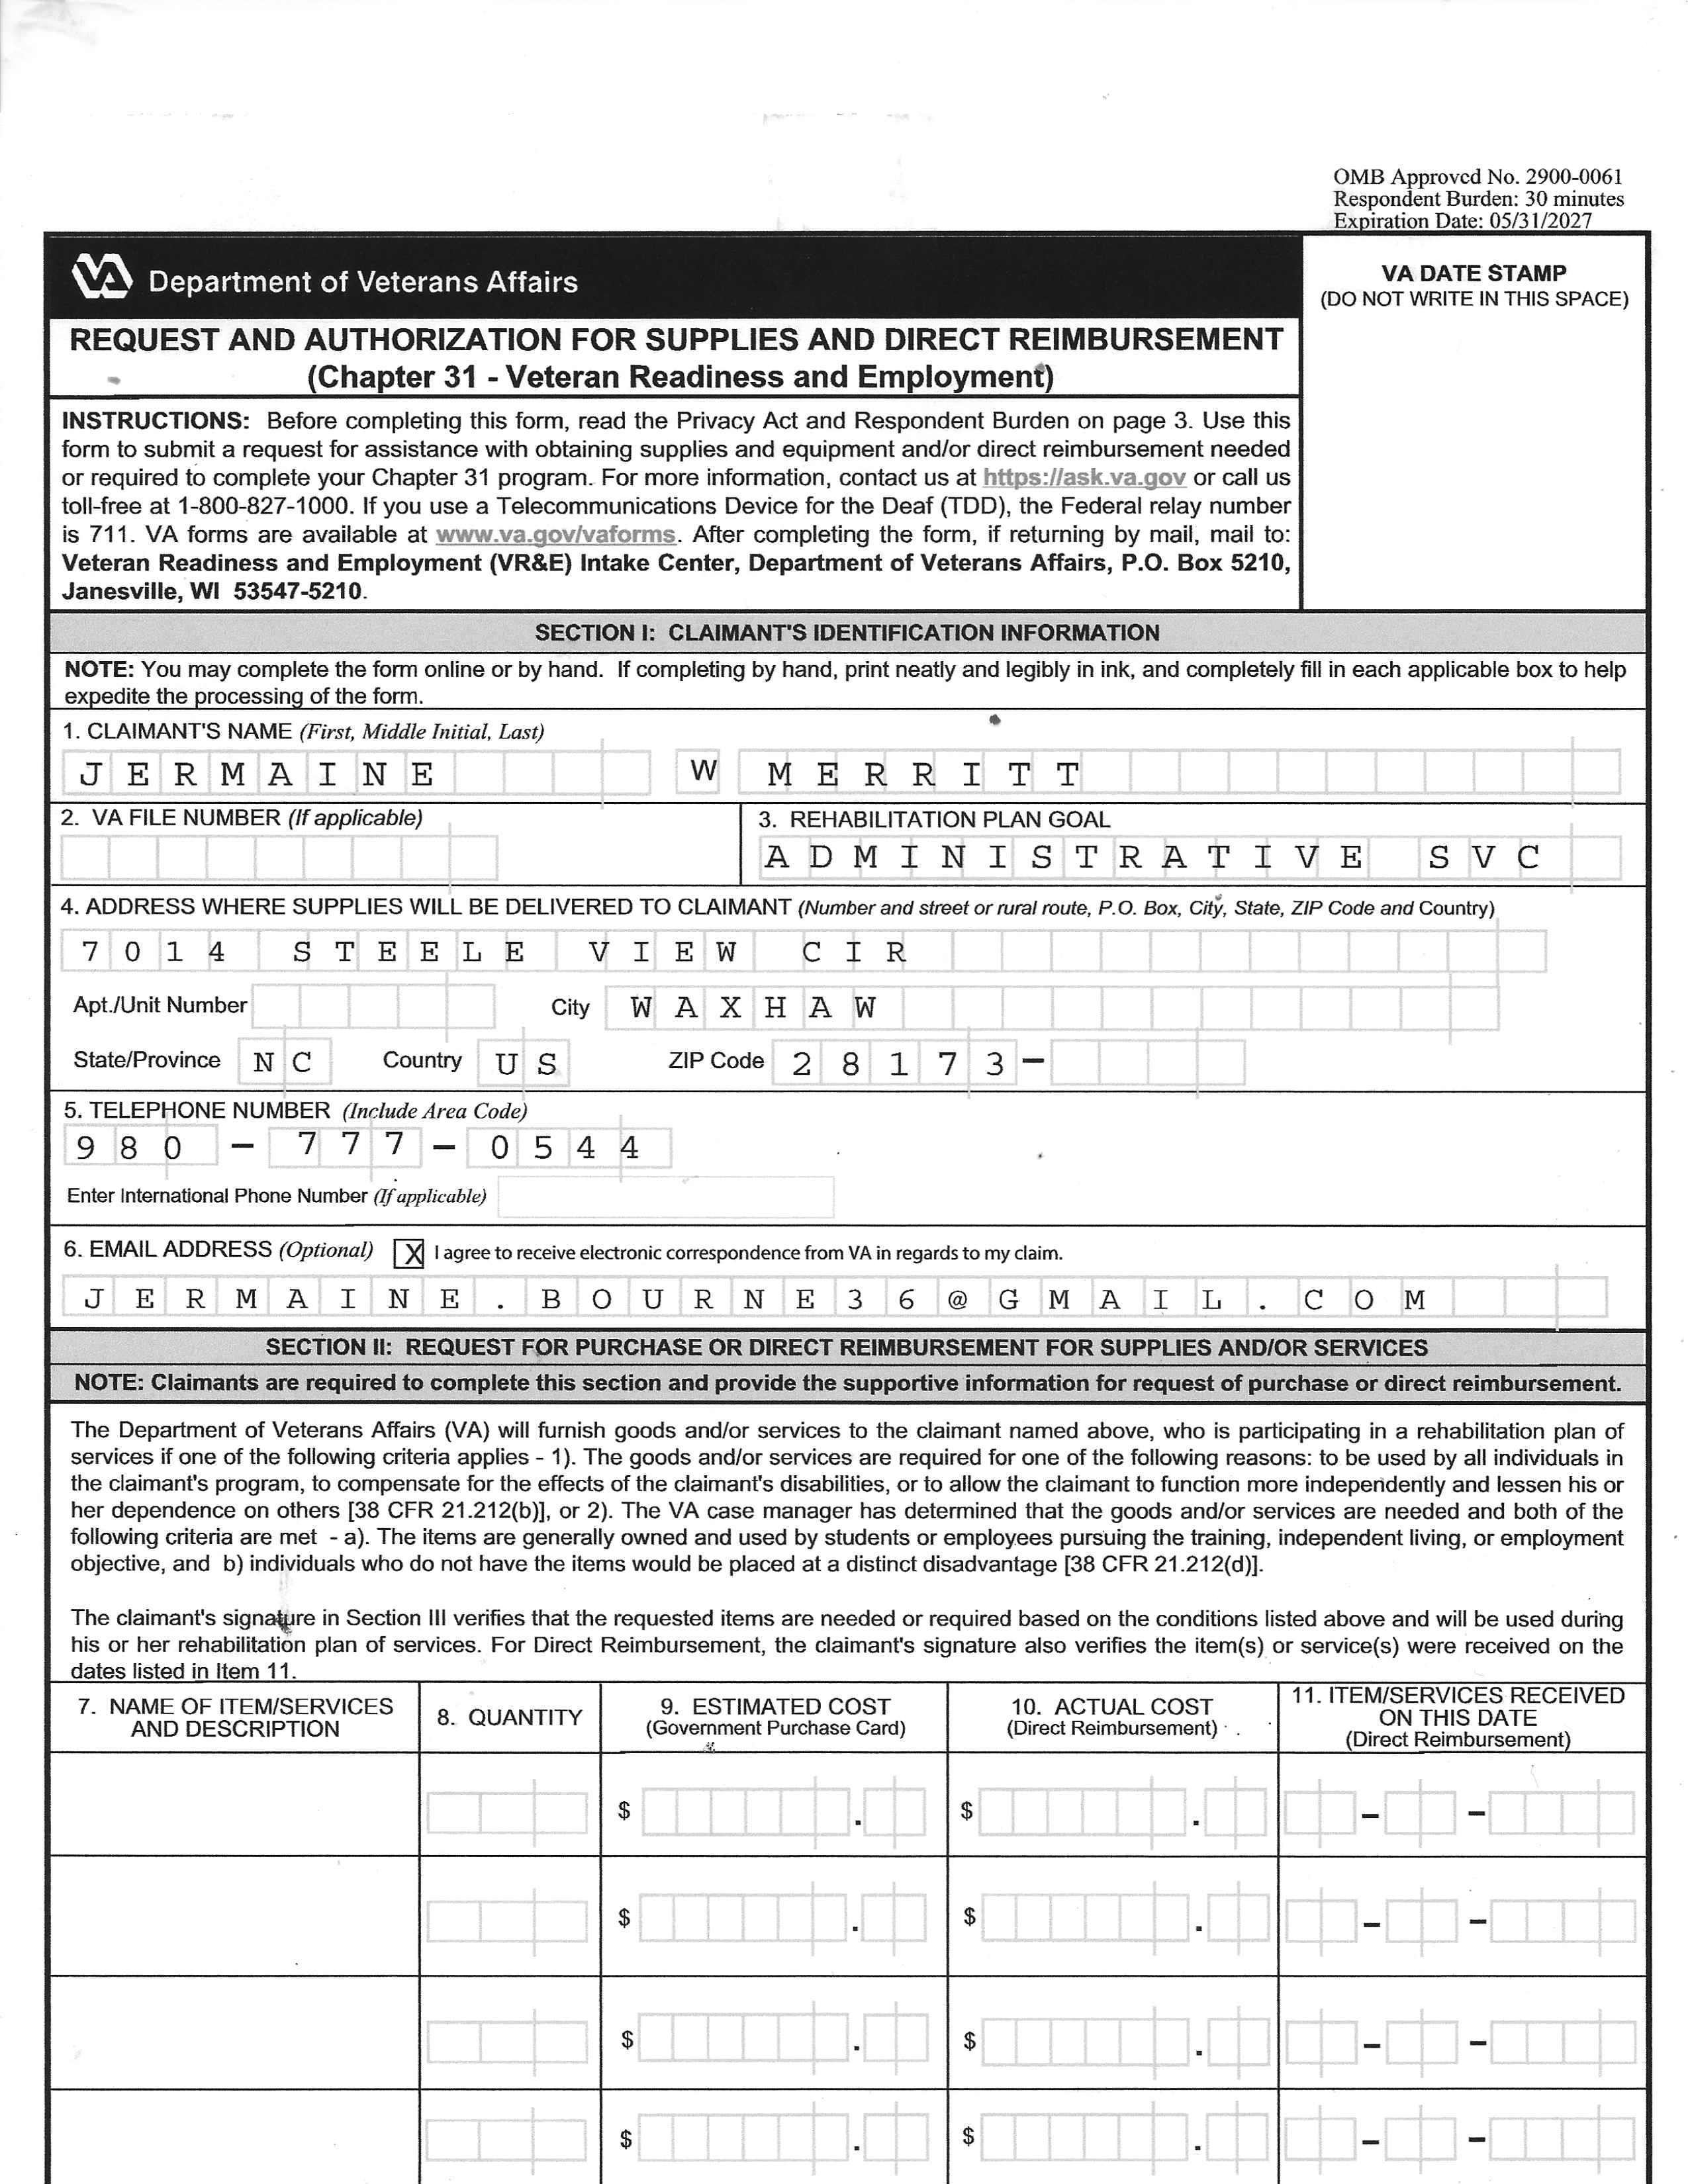 OMB Approved No. 2900-0061
Respondent Burden: 30 minutes
Expiration Date: 05/31/2027
VA Department of Veterans Affairs
VA DATE STAMP
(DO NOT WRITE IN THIS SPACE)
REQUEST AND AUTHORIZATION FOR SUPPLIES AND DIRECT REIMBURSEMENT
(Chapter 31 - Veteran Readiness and Employment)
INSTRUCTIONS: Before completing this form, read the Privacy Act and Respondent Burden on page 3. Use this
form to submit a request for assistance with obtaining supplies and equipment and/or direct reimbursement needed
or required to complete your Chapter 31 program. For more information, contact us at https://ask.va.gov or call us
toll-free at 1-800-827-1000. If you use a Telecommunications Device for the Deaf (TDD), the Federal relay number
is 711. VA forms are available at www.va.gov/vaforms. After completing the form, if returning by mail, mail to:
Veteran Readiness and Employment (VR&E) Intake Center, Department of Veterans Affairs, P.O. Box 5210,
Janesville, WI 53547-5210.
SECTION I: CLAIMANT'S IDENTIFICATION INFORMATION
NOTE: You may complete the form online or by hand. If completing by hand, print neatly and legibly in ink, and completely fill in each applicable box to help
expedite the processing of the form.
1. CLAIMANT'S NAME (First, Middle Initial, Last)
JERMAINE W MERRITT
2. VA FILE NUMBER (If applicable)
3. REHABILITATION PLAN GOAL
ADMINISTRATIVE SVC
4. ADDRESS WHERE SUPPLIES WILL BE DELIVERED TO CLAIMANT (Number and street or rural route, P.O. Box, City, State, ZIP Code and Country)
7014 STEELE VIEW CIR
Apt./Unit Number City WAXHAW
State/Province NC Country US ZIP Code 28173-
5. TELEPHONE NUMBER (Include Area Code)
980 - 777 - 0544
Enter International Phone Number (If applicable)
6. EMAIL ADDRESS (Optional) X I agree to receive electronic correspondence from VA in regards to my claim.
JERMAINE.BOURNE36@GMAIL.COM
SECTION II: REQUEST FOR PURCHASE OR DIRECT REIMBURSEMENT FOR SUPPLIES AND/OR SERVICES
NOTE: Claimants are required to complete this section and provide the supportive information for request of purchase or direct reimbursement.
The Department of Veterans Affairs (VA) will furnish goods and/or services to the claimant named above, who is participating in a rehabilitation plan of
services if one of the following criteria applies - 1). The goods and/or services are required for one of the following reasons: to be used by all individuals in
the claimant's program, to compensate for the effects of the claimant's disabilities, or to allow the claimant to function more independently and lessen his or
her dependence on others [38 CFR 21.212(b)], or 2). The VA case manager has determined that the goods and/or services are needed and both of the
following criteria are met - a). The items are generally owned and used by students or employees pursuing the training, independent living, or employment
objective, and b) individuals who do not have the items would be placed at a distinct disadvantage [38 CFR 21.212(d)].
The claimant's signature in Section III verifies that the requested items are needed or required based on the conditions listed above and will be used during
his or her rehabilitation plan of services. For Direct Reimbursement, the claimant's signature also verifies the item(s) or service(s) were received on the
dates listed in Item 11.
7. NAME OF ITEM/SERVICES
AND DESCRIPTION
8. QUANTITY
9. ESTIMATED COST
(Government Purchase Card)
10. ACTUAL COST
(Direct Reimbursement)
11. ITEM/SERVICES RECEIVED
ON THIS DATE
(Direct Reimbursement)
$ . $ . - -
$ . $ . - -
$ . $ . - -
$ . $ . - -